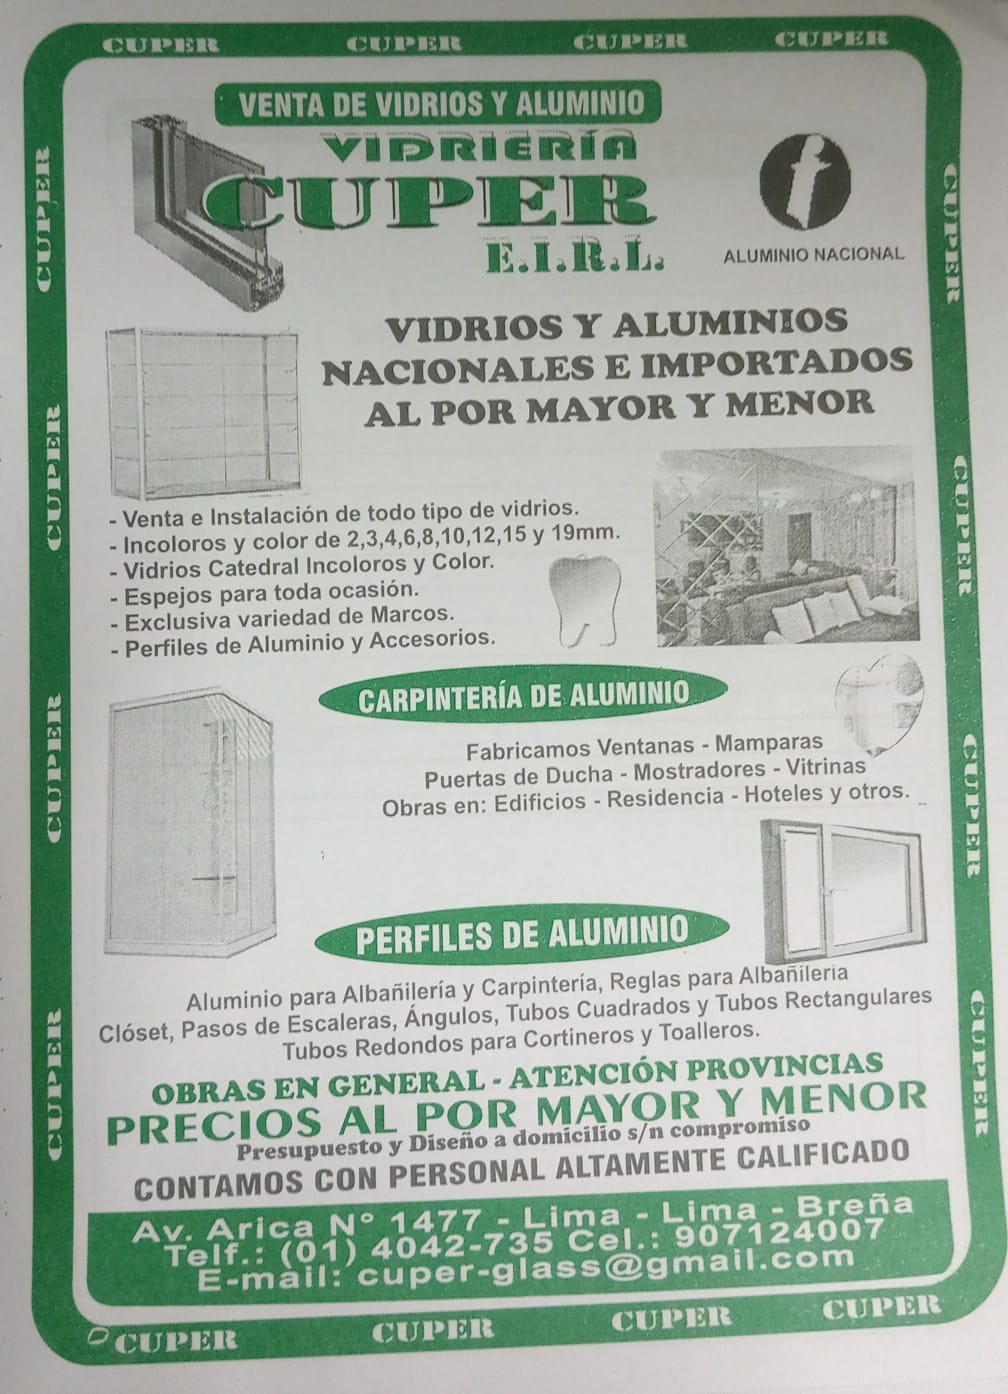 CUPER CUPER CUPER CUPER
VENTA DE VIDRIOS Y ALUMINIO
VIDRIERÍA
CUPER
E.I.R.L.
ALUMINIO NACIONAL
VIDRIOS Y ALUMINIOS
NACIONALES E IMPORTADOS
AL POR MAYOR Y MENOR
- Venta e Instalación de todo tipo de vidrios.
- Incoloros y color de 2,3,4,6,8,10,12,15 y 19mm.
- Vidrios Catedral Incoloros y Color.
- Espejos para toda ocasión.
- Exclusiva variedad de Marcos.
- Perfiles de Aluminio y Accesorios.
CARPINTERÍA DE ALUMINIO
Fabricamos Ventanas - Mamparas
Puertas de Ducha - Mostradores - Vitrinas
Obras en: Edificios - Residencia - Hoteles y otros.
PERFILES DE ALUMINIO
Aluminio para Albañilería y Carpintería, Reglas para Albañileria
Clóset, Pasos de Escaleras, Ángulos, Tubos Cuadrados y Tubos Rectangulares
Tubos Redondos para Cortineros y Toalleros.
OBRAS EN GENERAL - ATENCIÓN PROVINCIAS
PRECIOS AL POR MAYOR Y MENOR
Presupuesto y Diseño a domicilio s/n compromiso
CONTAMOS CON PERSONAL ALTAMENTE CALIFICADO
Av. Arica N° 1477 - Lima - Lima - Breña
Telf.: (01) 4042-735 Cel.: 907124007
E-mail: cuper-glass@gmail.com
CUPER CUPER CUPER CUPER
CUPER
CUPER
CUPER
CUPER
CUPER
CUPER
CUPER
CUPER